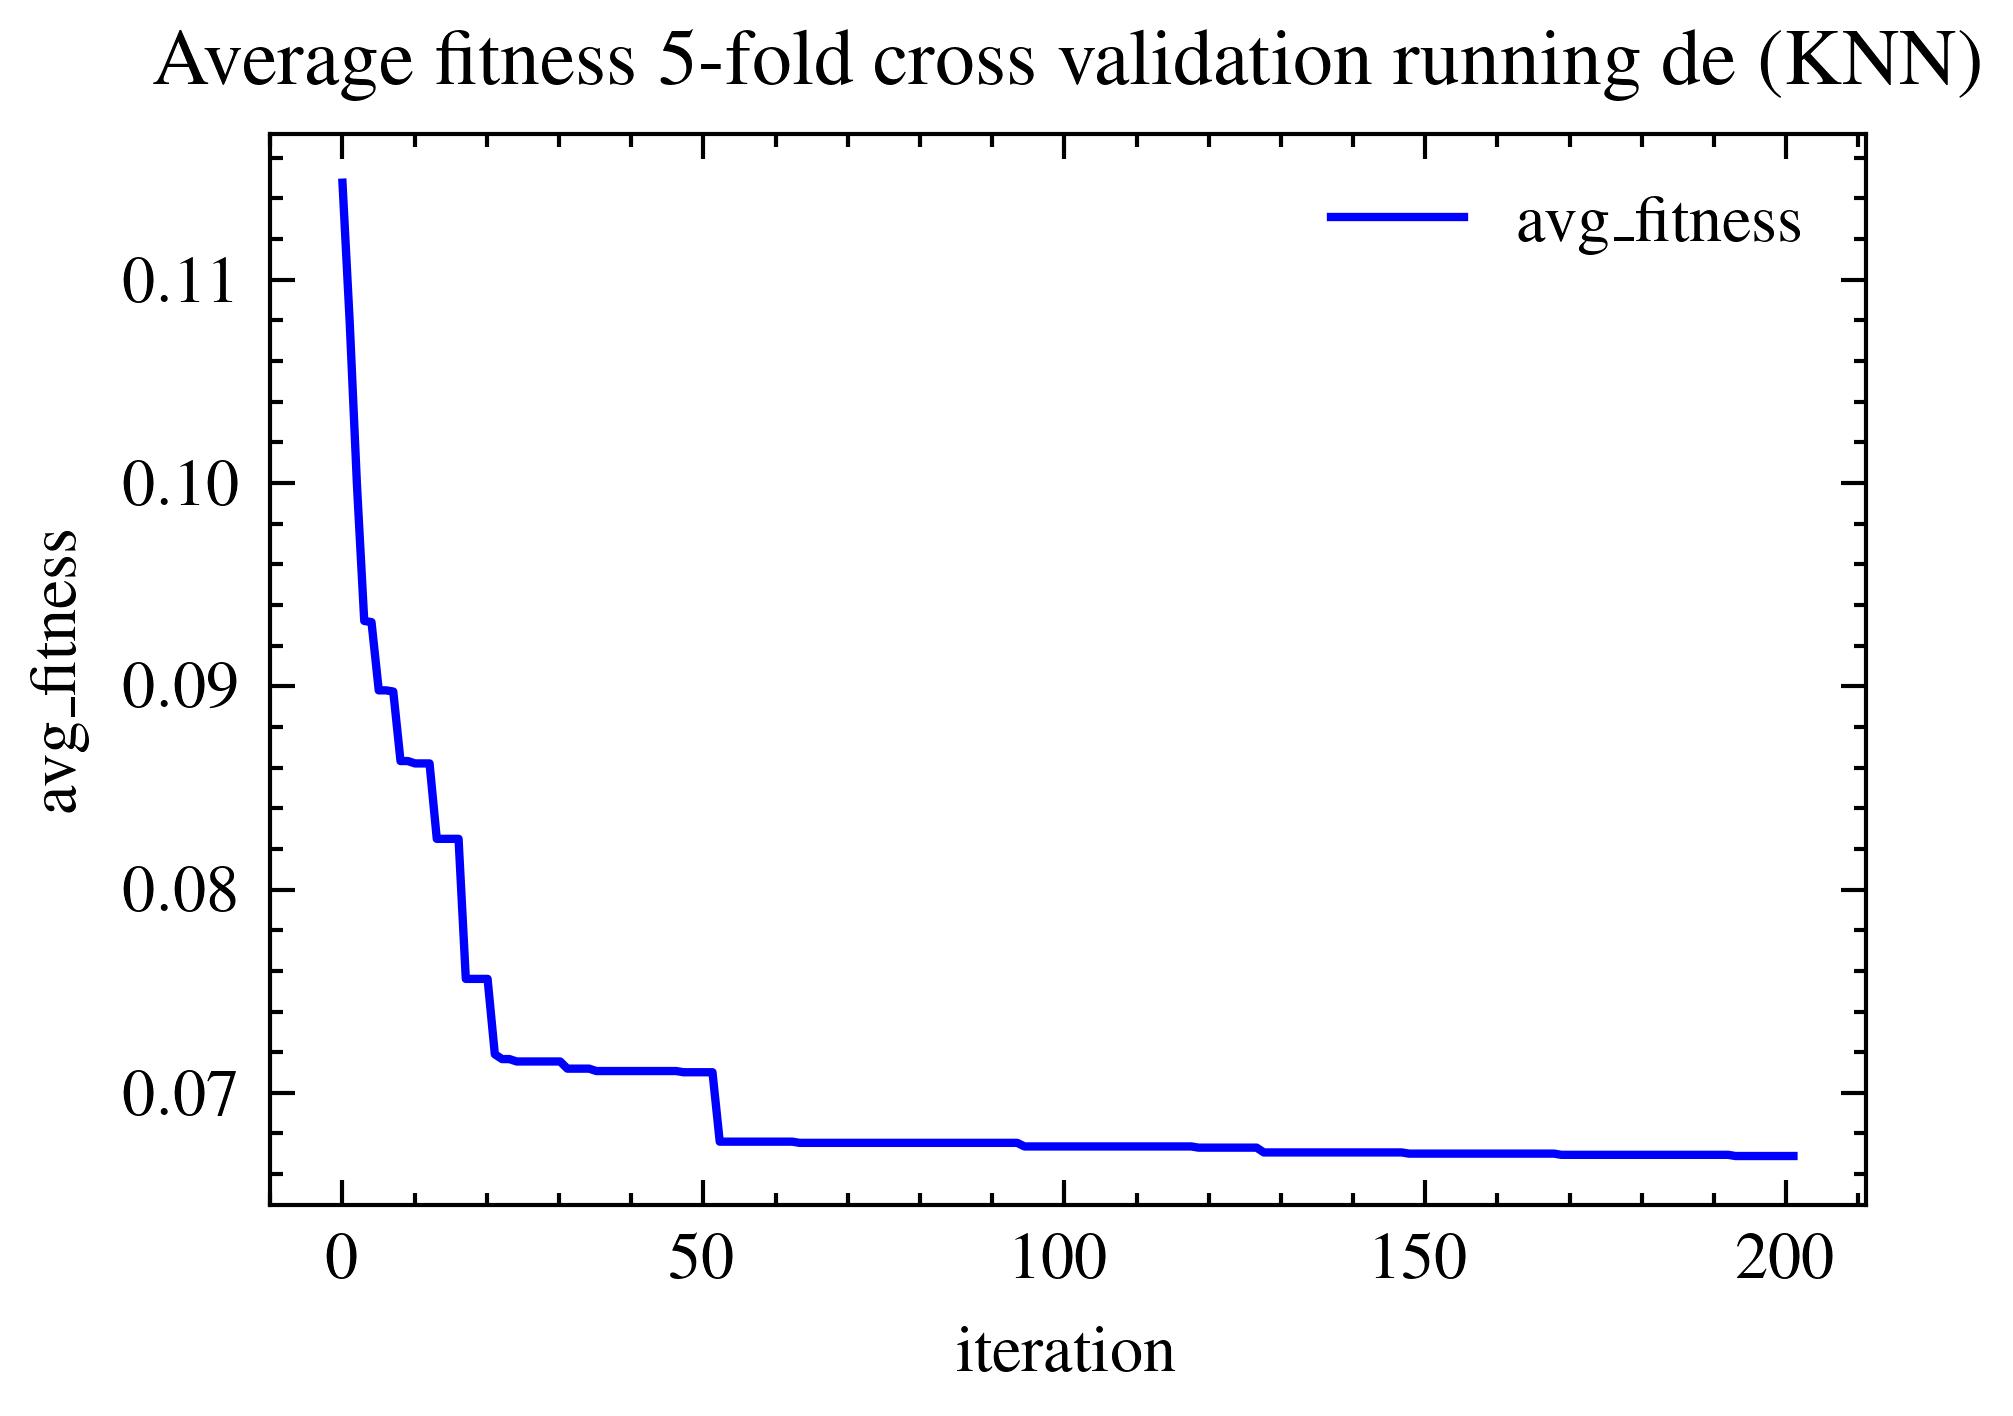 Average fitness 5-fold cross validation running de (KNN)
avg_fitness
0.11
0.10
0.09
0.08
0.07
avg_fitness
0 50 100 150 200
iteration